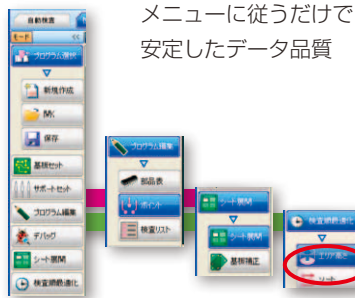 メニューに従うだけで
安定したデータ品質
自動検査
モード
プログラム選択
新規作成
開く
保存
基板セット
サポートセット
プログラム編集
デバッグ
シート展開
検査順最適化
プログラム編集
部品表
ポイント
検査リスト
シート展開
シート展開
基板補正
検査順最適化
ソート